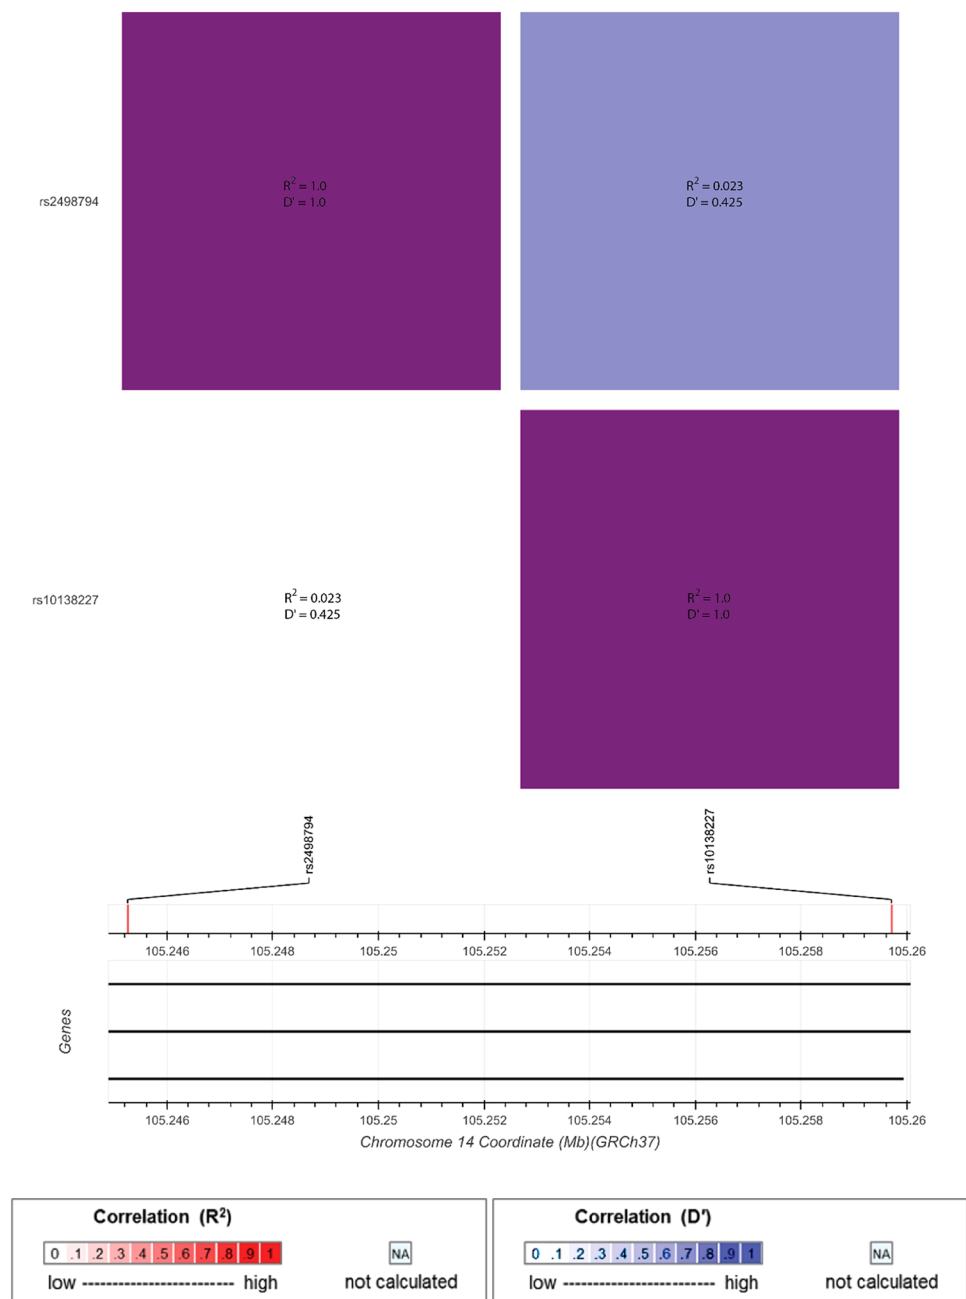 rs2498794
R² = 1.0
D' = 1.0
R² = 0.023
D' = 0.425
rs10138227
R² = 0.023
D' = 0.425
R² = 1.0
D' = 1.0
rs2498794
rs10138227
105.246 105.248 105.25 105.252 105.254 105.256 105.258 105.26
Genes
105.246 105.248 105.25 105.252 105.254 105.256 105.258 105.26
Chromosome 14 Coordinate (Mb)(GRCh37)
Correlation (R²)
0 .1 .2 .3 .4 .5 .6 .7 .8 .9 1 NA
low ------------------------- high not calculated
Correlation (D')
0 .1 .2 .3 .4 .5 .6 .7 .8 .9 1 NA
low ------------------------- high not calculated